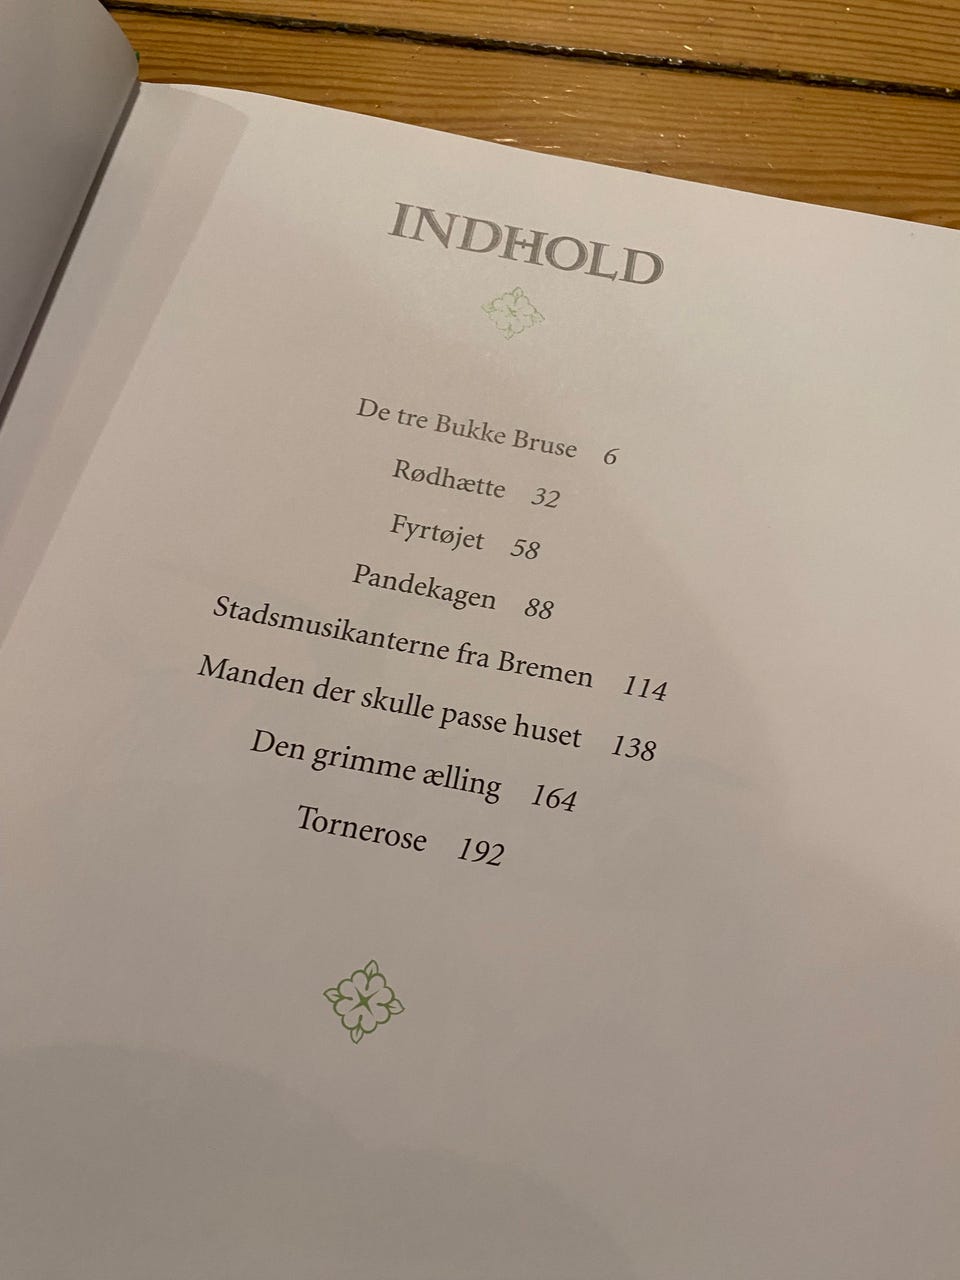 INDHOLD
De tre Bukke Bruse 6
Rødhætte 32
Fyrtøjet 58
Pandekagen 88
Stadsmusikanterne fra Bremen 114
Manden der skulle passe huset 138
Den grimme ælling 164
Tornerose 192